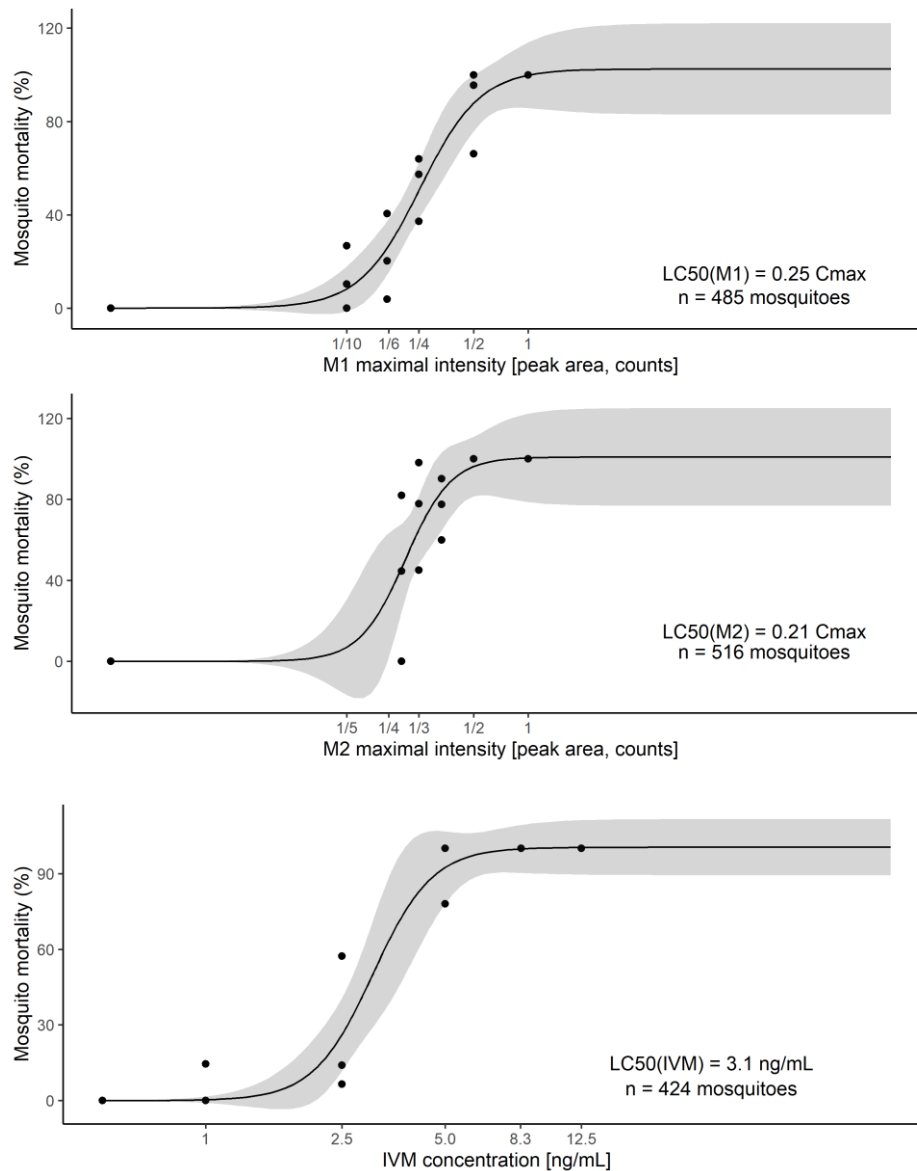 120
80
40
0
Mosquito mortality (%)
LC50(M1) = 0.25 Cmax
n = 485 mosquitoes
1/10 1/6 1/4 1/2 1
M1 maximal intensity [peak area, counts]
120
80
40
0
Mosquito mortality (%)
LC50(M2) = 0.21 Cmax
n = 516 mosquitoes
1/5 1/4 1/3 1/2 1
M2 maximal intensity [peak area, counts]
90
60
30
0
Mosquito mortality (%)
LC50(IVM) = 3.1 ng/mL
n = 424 mosquitoes
1 2.5 5.0 8.3 12.5
IVM concentration [ng/mL]